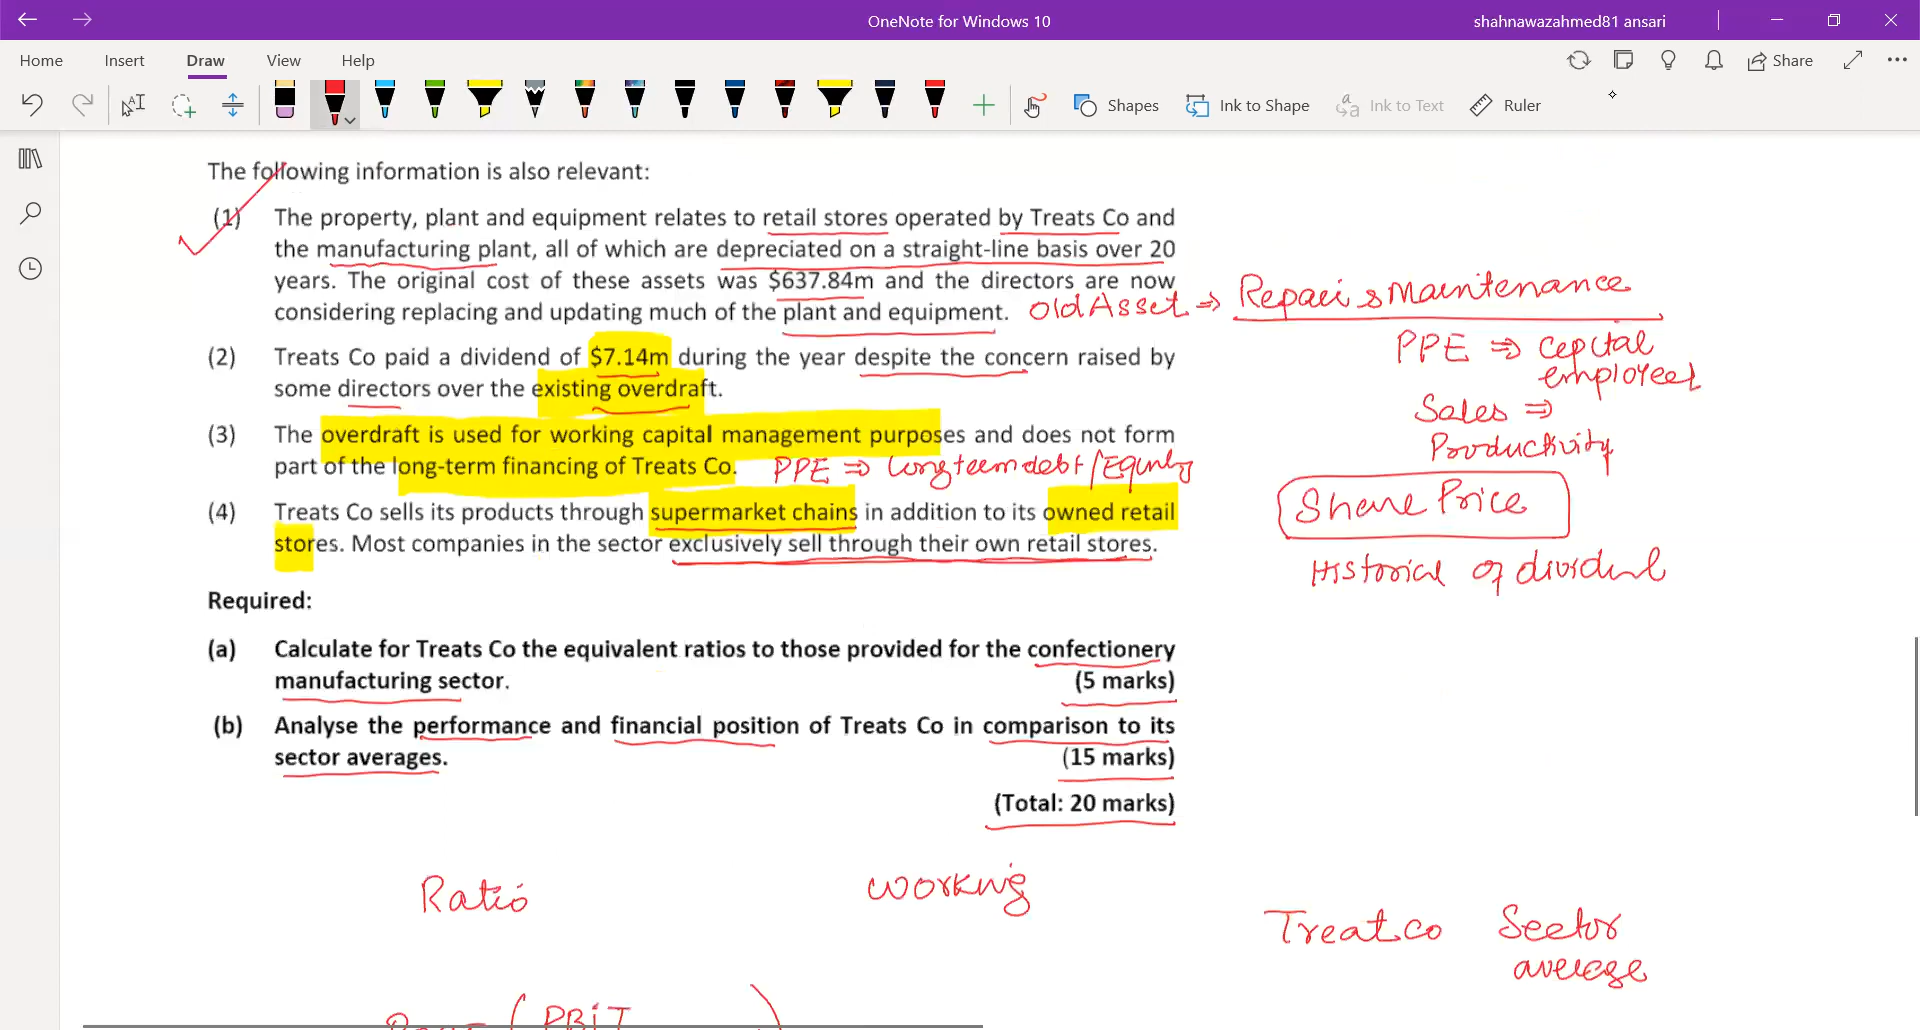 OneNote for Windows 10
shahnawazahmed81 ansari
Home Insert Draw View Help
Share
Shapes Ink to Shape Ink to Text Ruler
The following information is also relevant:
(1) The property, plant and equipment relates to retail stores operated by Treats Co and
the manufacturing plant, all of which are depreciated on a straight-line basis over 20
years. The original cost of these assets was $637.84m and the directors are now
considering replacing and updating much of the plant and equipment.
Old Asset ⇒ Repair & Maintenance
PPE ⇒ capital
employeed
(2) Treats Co paid a dividend of $7.14m during the year despite the concern raised by
some directors over the existing overdraft.
Sales ⇒
Productivity
(3) The overdraft is used for working capital management purposes and does not form
part of the long-term financing of Treats Co.
PPE ⇒ Long term debt/Equity
Share Price
(4) Treats Co sells its products through supermarket chains in addition to its owned retail
stores. Most companies in the sector exclusively sell through their own retail stores.
Historical of dividend
Required:
(a) Calculate for Treats Co the equivalent ratios to those provided for the confectionery
manufacturing sector. (5 marks)
(b) Analyse the performance and financial position of Treats Co in comparison to its
sector averages. (15 marks)
(Total: 20 marks)
Ratio Working
Treatco Sector
average
PBIT